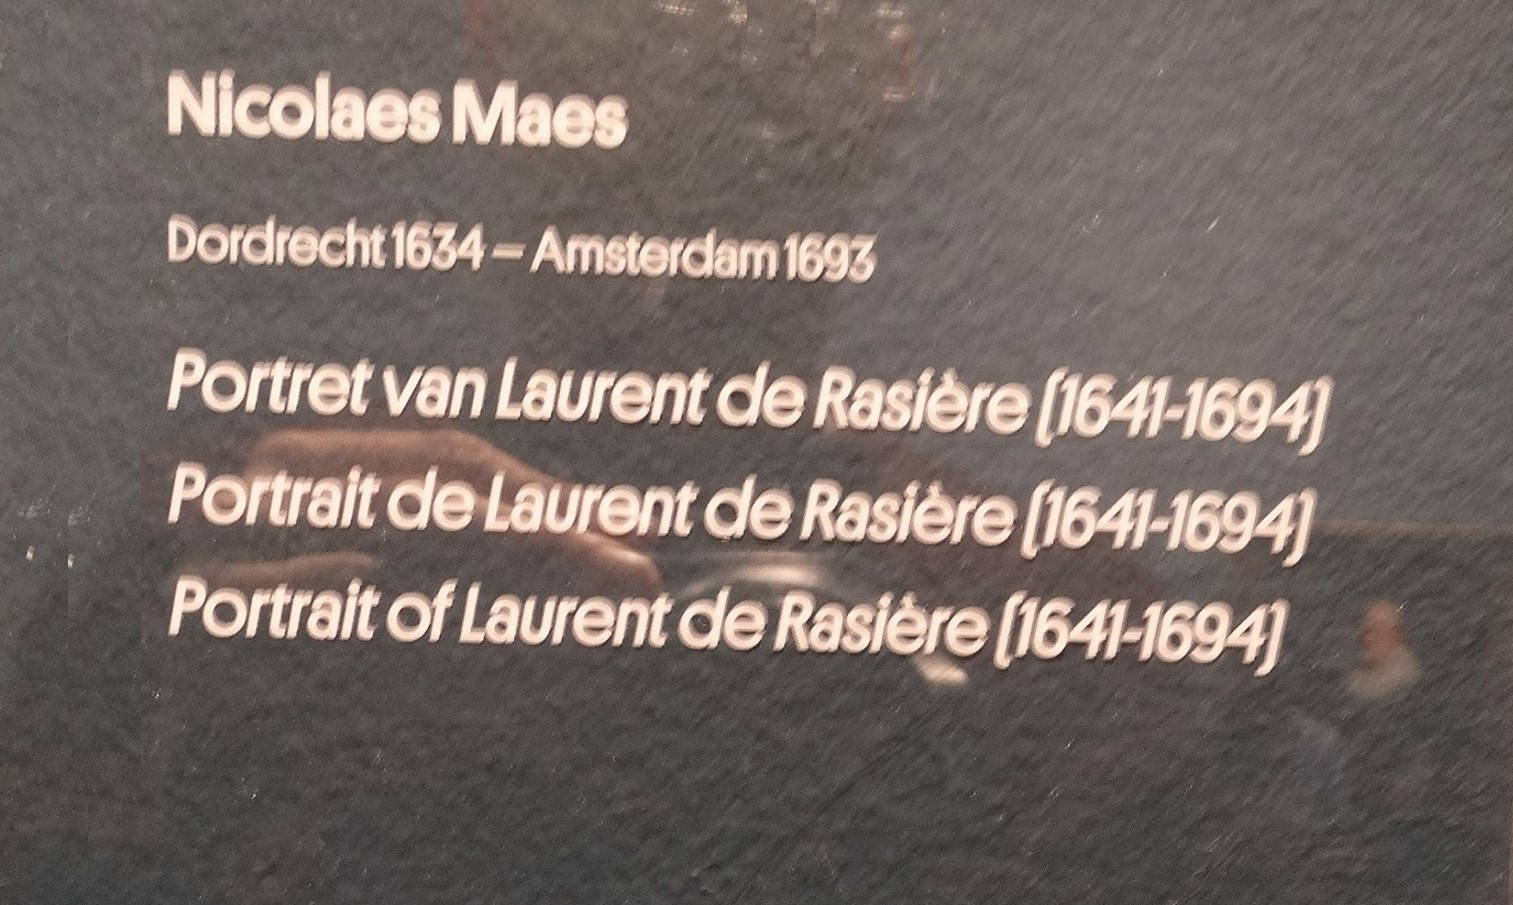 Nicolaes Maes
Dordrecht 1634 – Amsterdam 1693
Portret van Laurent de Rasière (1641-1694)
Portrait de Laurent de Rasière (1641-1694)
Portrait of Laurent de Rasière (1641-1694)